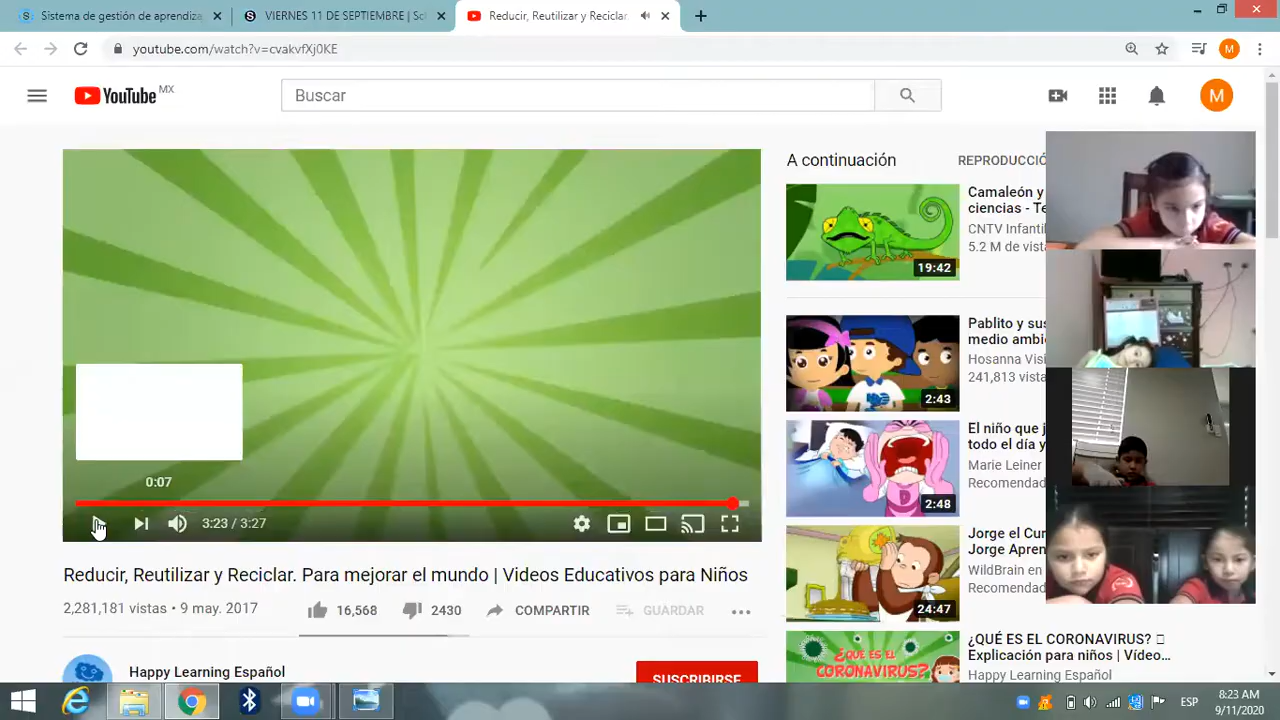 Sistema de gestión de aprendiza
VIERNES 11 DE SEPTIEMBRE | Sc
Reducir, Reutilizar y Reciclar.
youtube.com/watch?v=cvakvfXj0KE
M
YouTube MX
Buscar
M
A continuación
REPRODUCCIÓ
19:42
Camaleón y
ciencias - Te
CNTV Infantil
5.2 M de vist
2:43
Pablito y sus
medio ambi
Hosanna Visi
241,813 vist
2:48
El niño que j
todo el día y
Marie Leiner
Recomendad
24:47
Jorge el Cur
Jorge Apren
WildBrain en
Recomendad
¿QUÉ ES EL
CORONAVIRUS?
¿QUÉ ES EL CORONAVIRUS?
Explicación para niños | Vídeo...
Happy Learning Español
0:07
3:23 / 3:27
Reducir, Reutilizar y Reciclar. Para mejorar el mundo | Videos Educativos para Niños
2,281,181 vistas • 9 may. 2017
16,568
2430
COMPARTIR
GUARDAR
Happy Learning Español
SUSCRIBIRSE
ESP
8:23 AM
9/11/2020